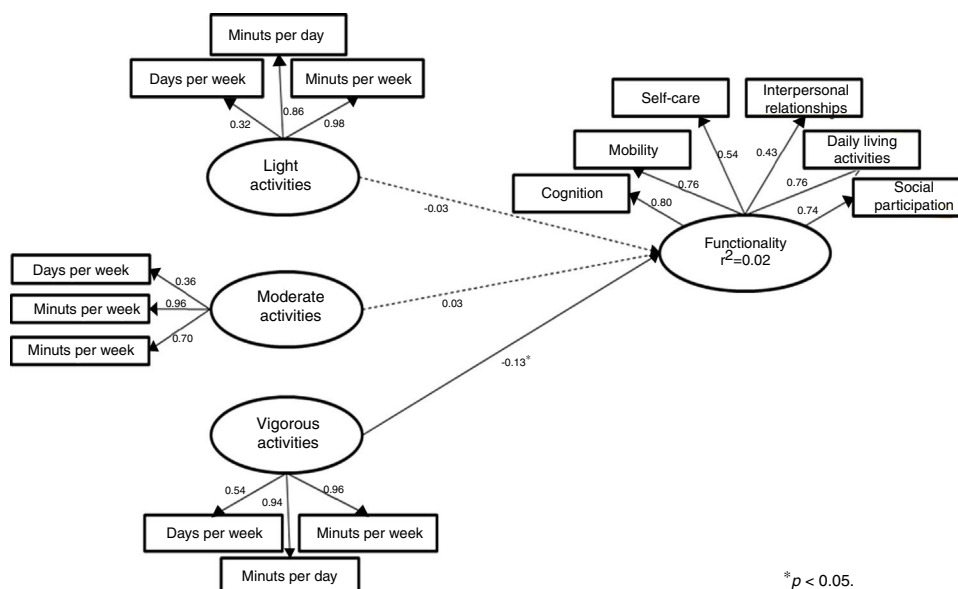 Minuts per day
Days per week
Minuts per week
0.32
0.86
0.98
Light
activities
-0.03
Days per week
Minuts per week
Minuts per week
0.36
0.96
0.70
Moderate
activities
0.03
Vigorous
activities
-0.13*
0.54
0.94
0.96
Days per week
Minuts per week
Minuts per day
Self-care
Interpersonal
relationships
Mobility
Daily living
activities
Cognition
Social
participation
0.54
0.43
0.76
0.76
0.80
0.74
Functionality
r²=0.02
*p < 0.05.